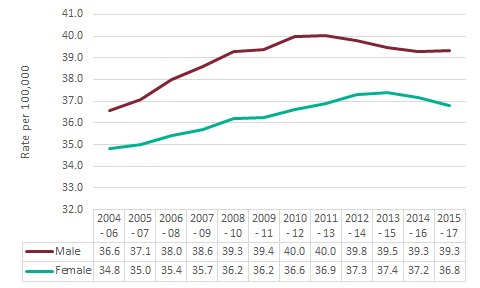 41.0
40.0
39.0
38.0
37.0
36.0
35.0
34.0
33.0
32.0
Rate per 100,000
2004 2005 2006 2007 2008 2009 2010 2011 2012 2013 2014 2015
- 06 - 07 - 08 - 09 - 10 - 11 - 12 - 13 - 14 - 15 - 16 - 17
Male 36.6 37.1 38.0 38.6 39.3 39.4 40.0 40.0 39.8 39.5 39.3 39.3
Female 34.8 35.0 35.4 35.7 36.2 36.2 36.6 36.9 37.3 37.4 37.2 36.8